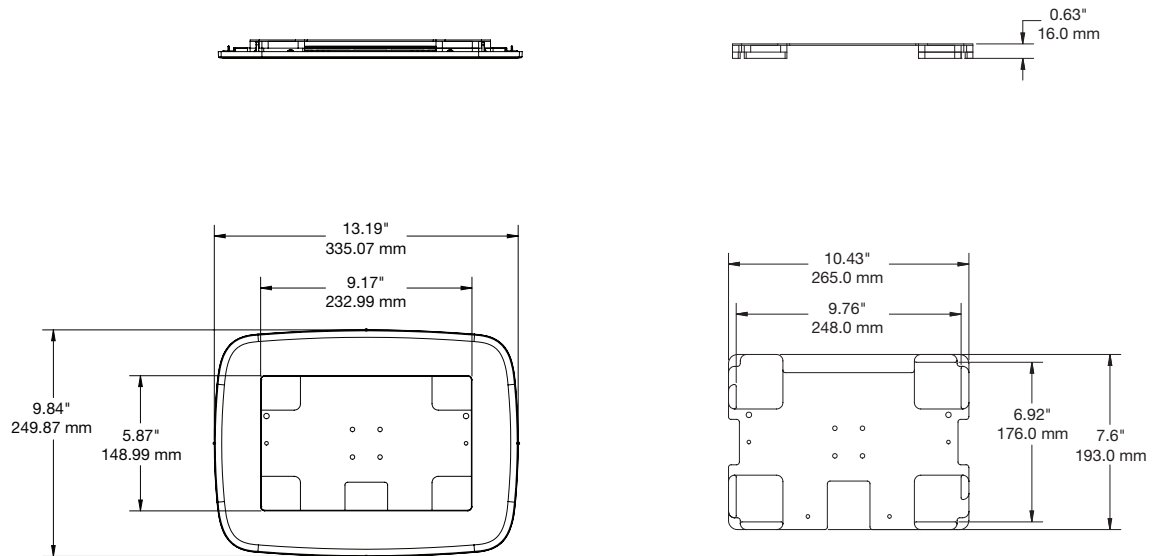 0.63"
16.0 mm
13.19"
335.07 mm
9.17"
232.99 mm
9.84"
249.87 mm
5.87"
148.99 mm
10.43"
265.0 mm
9.76"
248.0 mm
6.92"
176.0 mm
7.6"
193.0 mm